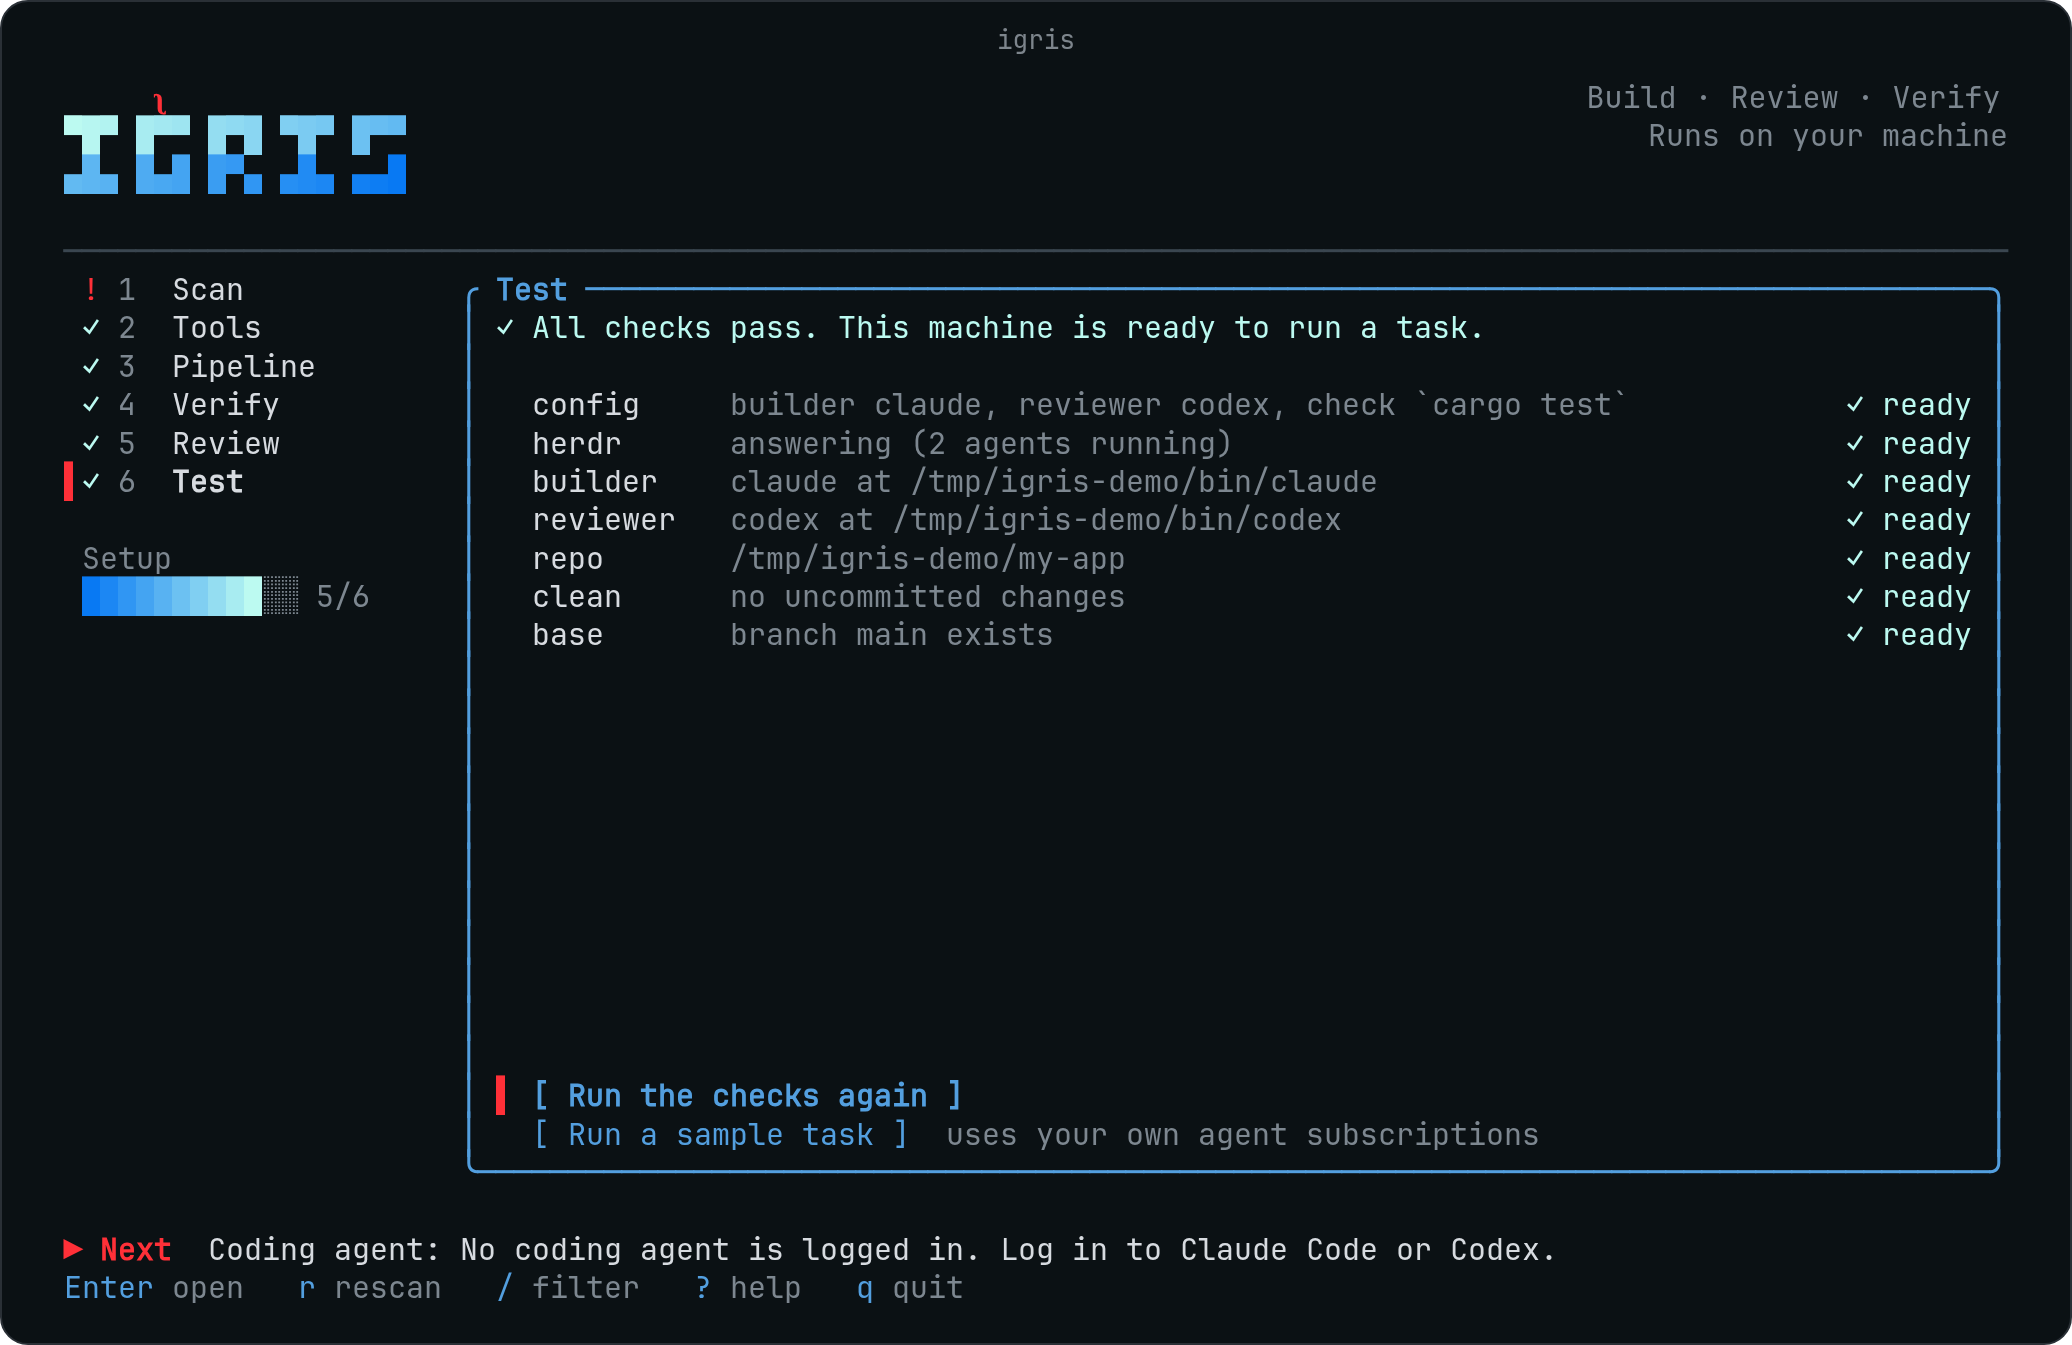 igris
IGRIS
Build · Review · Verify
Runs on your machine
! 1 Scan
✓ 2 Tools
✓ 3 Pipeline
✓ 4 Verify
✓ 5 Review
✓ 6 Test
Setup
5/6
Test
✓ All checks pass. This machine is ready to run a task.
config builder claude, reviewer codex, check `cargo test` ✓ ready
herdr answering (2 agents running) ✓ ready
builder claude at /tmp/igris-demo/bin/claude ✓ ready
reviewer codex at /tmp/igris-demo/bin/codex ✓ ready
repo /tmp/igris-demo/my-app ✓ ready
clean no uncommitted changes ✓ ready
base branch main exists ✓ ready
[ Run the checks again ]
[ Run a sample task ] uses your own agent subscriptions
▶ Next Coding agent: No coding agent is logged in. Log in to Claude Code or Codex.
Enter open r rescan / filter ? help q quit